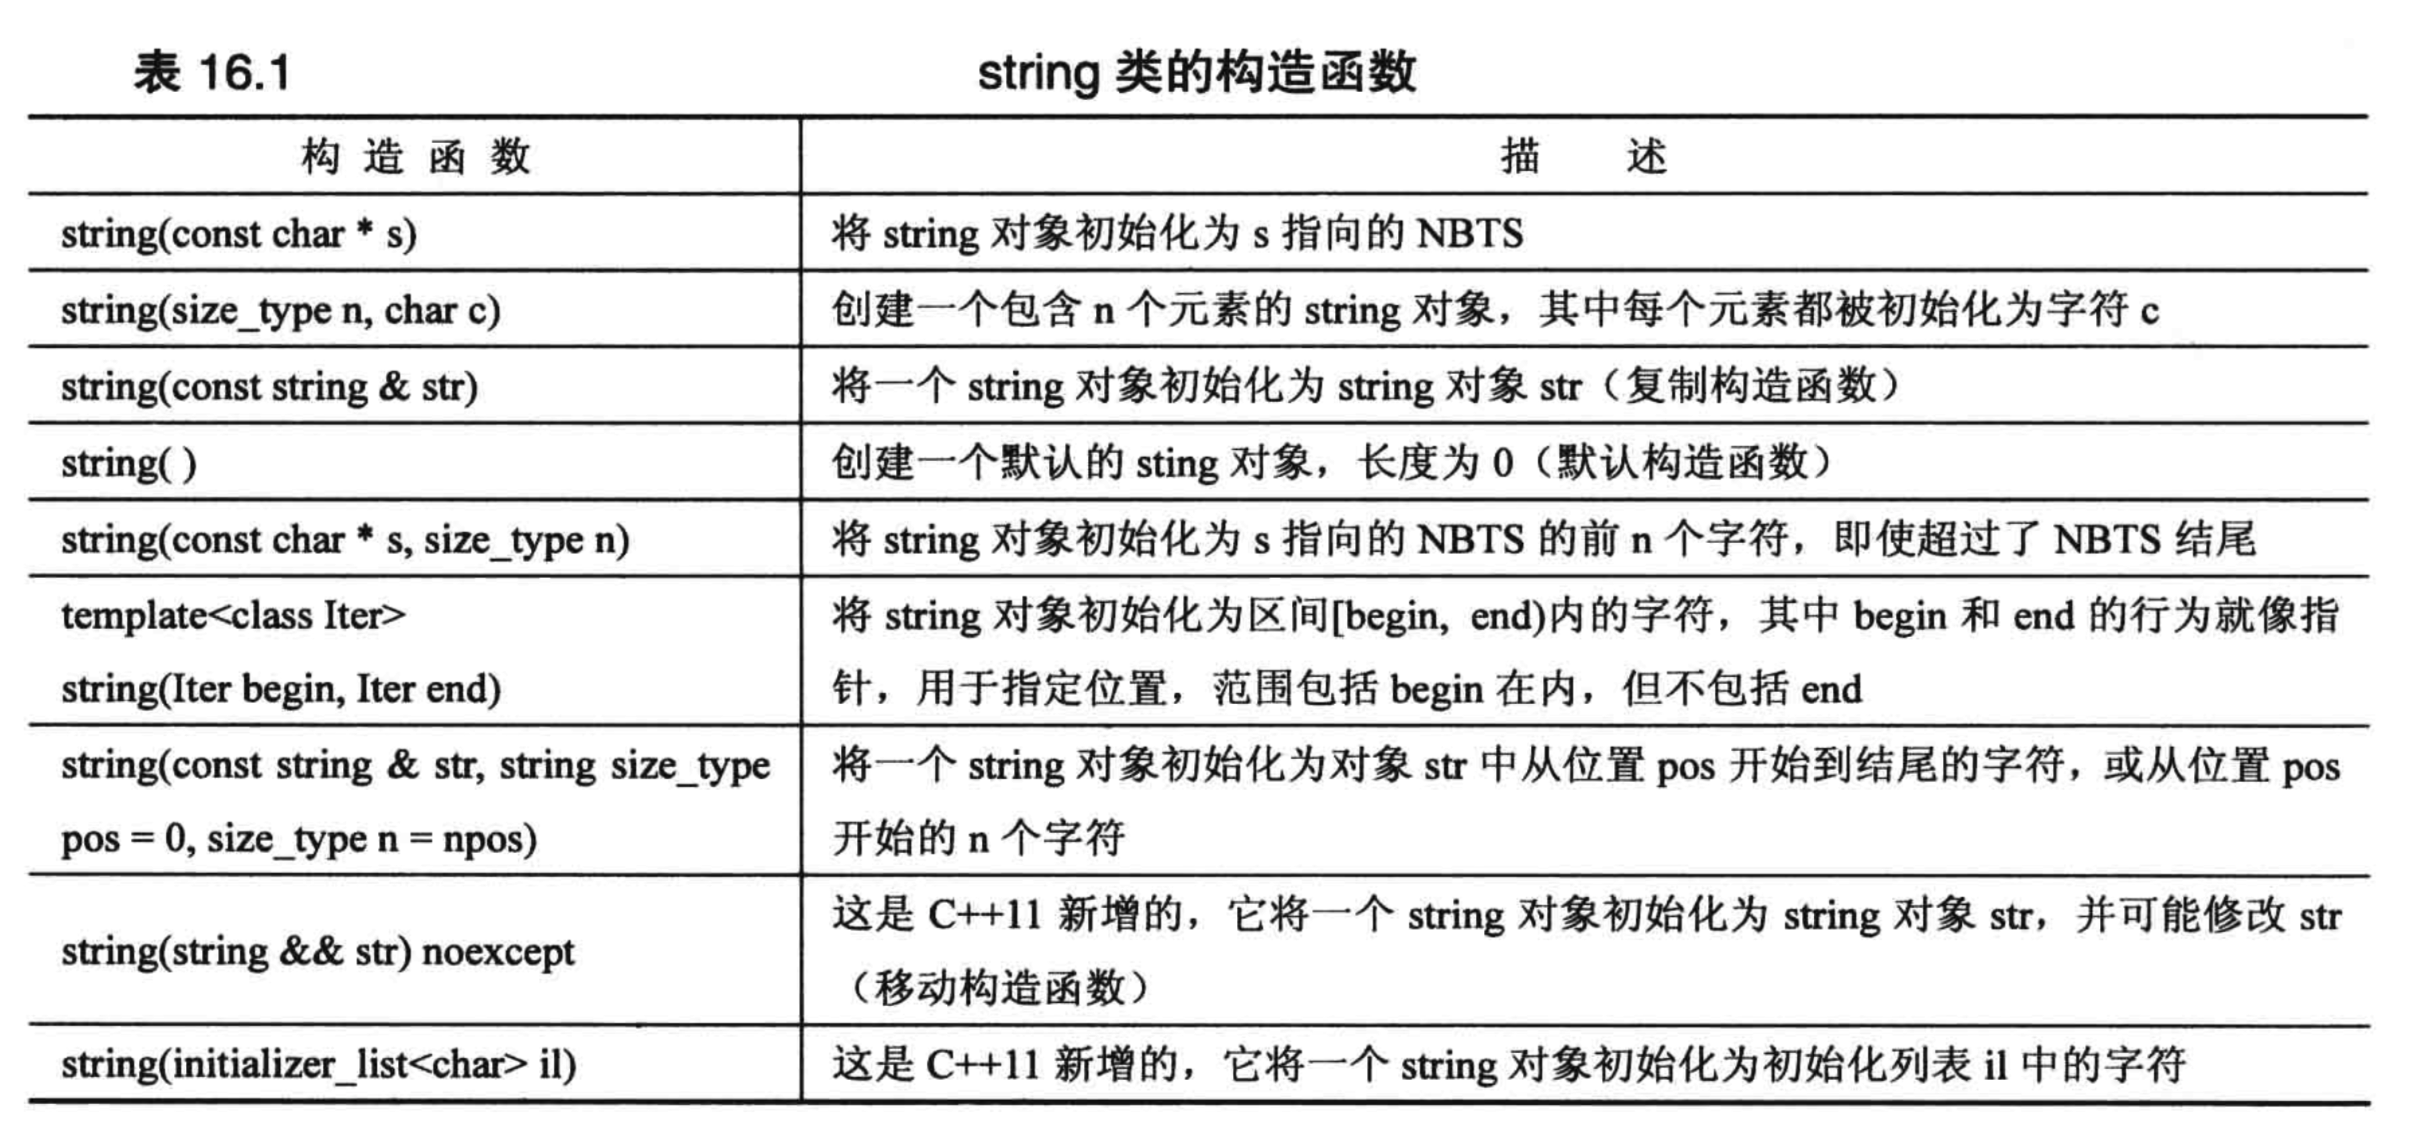 表 16.1 string 类的构造函数
构 造 函 数 描 述
string(const char * s) 将 string 对象初始化为 s 指向的 NBTS
string(size_type n, char c) 创建一个包含 n 个元素的 string 对象，其中每个元素都被初始化为字符 c
string(const string & str) 将一个 string 对象初始化为 string 对象 str（复制构造函数）
string( ) 创建一个默认的 sting 对象，长度为 0（默认构造函数）
string(const char * s, size_type n) 将 string 对象初始化为 s 指向的 NBTS 的前 n 个字符，即使超过了 NBTS 结尾
template<class Iter>
string(Iter begin, Iter end)
将 string 对象初始化为区间[begin, end)内的字符，其中 begin 和 end 的行为就像指
针，用于指定位置，范围包括 begin 在内，但不包括 end
string(const string & str, string size_type
pos = 0, size_type n = npos)
将一个 string 对象初始化为对象 str 中从位置 pos 开始到结尾的字符，或从位置 pos
开始的 n 个字符
string(string && str) noexcept
这是 C++11 新增的，它将一个 string 对象初始化为 string 对象 str，并可能修改 str
（移动构造函数）
string(initializer_list<char> il) 这是 C++11 新增的，它将一个 string 对象初始化为初始化列表 il 中的字符